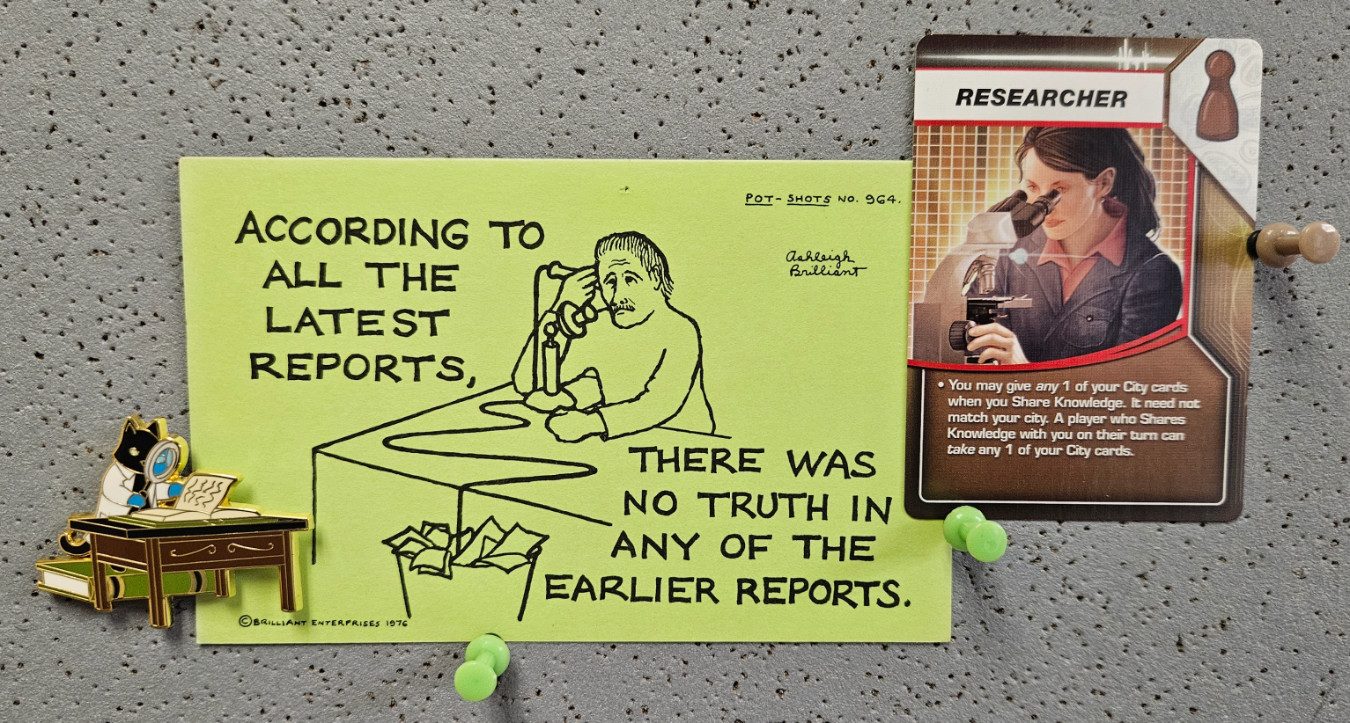 POT-SHOTS NO. 964.
Ashleigh
Brilliant
ACCORDING TO
ALL THE
LATEST
REPORTS,
THERE WAS
NO TRUTH IN
ANY OF THE
EARLIER REPORTS.
©BRILLIANT ENTERPRISES 1976
RESEARCHER
• You may give any 1 of your City cards
when you Share Knowledge. It need not
match your city. A player who Shares
Knowledge with you on their turn can
take any 1 of your City cards.